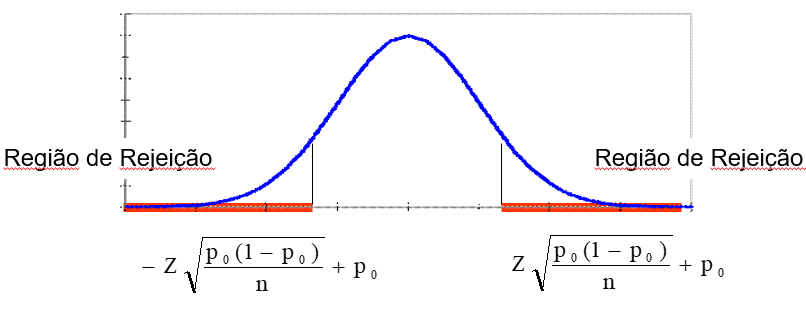 Região de Rejeição
Região de Rejeição
− Z √(p₀(1 − p₀)/n) + p₀
Z √(p₀(1 − p₀)/n) + p₀